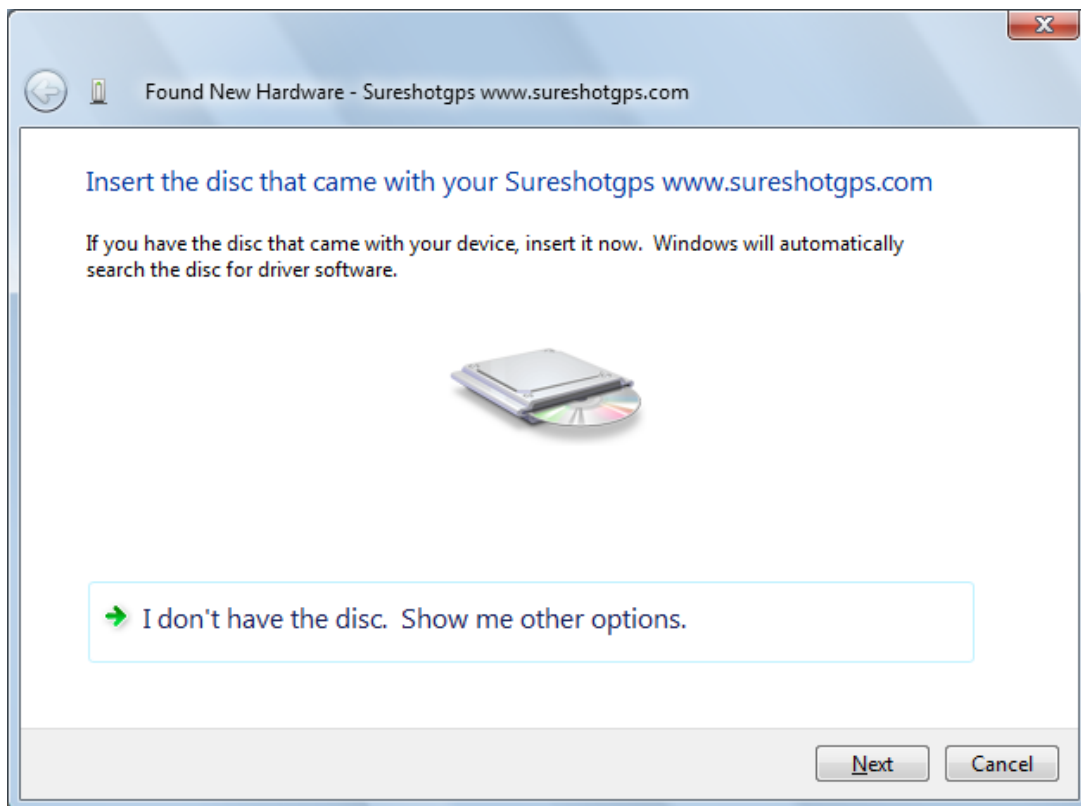 Found New Hardware - Sureshotgps www.sureshotgps.com
Insert the disc that came with your Sureshotgps www.sureshotgps.com
If you have the disc that came with your device, insert it now.  Windows will automatically
search the disc for driver software.
I don't have the disc.  Show me other options.
Next
Cancel